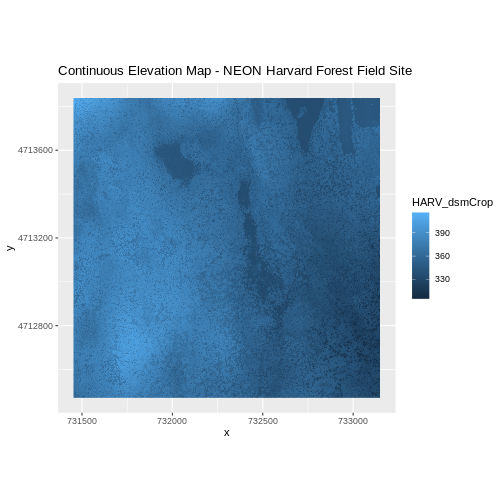 Continuous Elevation Map - NEON Harvard Forest Field Site
HARV_dsmCrop
390
360
330
4713600
4713200
4712800
y
731500
732000
732500
733000
x